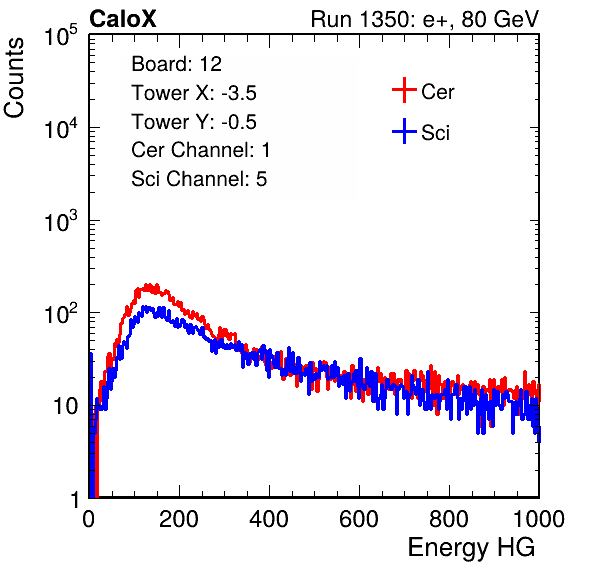 CaloX Run 1350: e+, 80 GeV
Counts
Board: 12
Tower X: -3.5
Tower Y: -0.5
Cer Channel: 1
Sci Channel: 5
Cer
Sci
10^5
10^4
10^3
10^2
10
1
0 200 400 600 800 1000
Energy HG